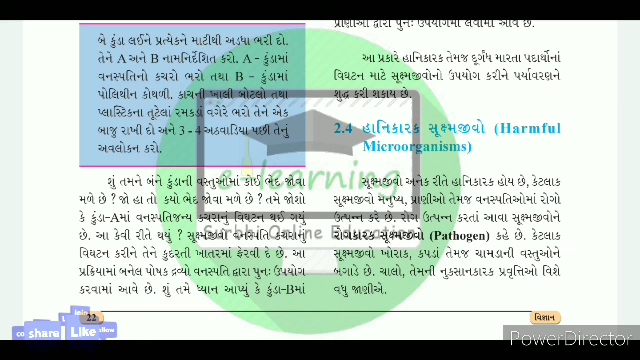 બે કુંડા લઈને પ્રત્યેકને માટીથી અડધા ભરી દો.
તેને A અને B નામનિર્દેશિત કરો. A - કુંડામાં
વનસ્પતિનો કચરો ભરો તથા B - કુંડામાં
પોલિથીન કોથળી, કાચની ખાલી બોટલો તથા
પ્લાસ્ટિકના તૂટેલાં રમકડાં વગેરે ભરો તેને એક
બાજુ રાખી દો અને 3 - 4 અઠવાડિયા પછી તેનું
અવલોકન કરો.
શું તમને બંને કુંડાની વસ્તુઓમાં કોઈ ભેદ જોવા
મળે છે ? જો હા તો કયો ભેદ જોવા મળે છે ? તમે જોશો
કે કુંડા-Aમાં વનસ્પતિજન્ય કચરાનું વિઘટન થઈ ગયું
છે. આ કેવી રીતે થયું ? સૂક્ષ્મજીવો વનસ્પતિ કચરાનું
વિઘટન કરીને તેને કુદરતી ખાતરમાં ફેરવી દે છે. આ
પ્રક્રિયામાં બનેલ પોષક દ્રવ્યો વનસ્પતિ દ્વારા પુનઃ ઉપયોગ
કરવામાં આવે છે. શું તમે ધ્યાન આપ્યું કે કુંડા-Bમાં
પ્રાણીઓ દ્વારા પુનઃ ઉપયોગમાં લેવામાં આવે છે.
આ પ્રકારે હાનિકારક તેમજ દુર્ગંધ મારતા પદાર્થોનાં
વિઘટન માટે સૂક્ષ્મજીવોનો ઉપયોગ કરીને પર્યાવરણને
શુદ્ધ કરી શકાય છે.
2.4 હાનિકારક સૂક્ષ્મજીવો (Harmful
Microorganisms)
સૂક્ષ્મજીવો અનેક રીતે હાનિકારક હોય છે, કેટલાક
સૂક્ષ્મજીવો મનુષ્ય, પ્રાણીઓ તેમજ વનસ્પતિઓમાં રોગો
ઉત્પન્ન કરે છે. રોગ ઉત્પન્ન કરતાં આવા સૂક્ષ્મજીવોને
રોગકારક સૂક્ષ્મજીવો (Pathogen) કહે છે. કેટલાક
સૂક્ષ્મજીવો ખોરાક, કપડાં તેમજ ચામડાની વસ્તુઓને
બગાડે છે. ચાલો, તેમની નુકસાનકારક પ્રવૃત્તિઓ વિશે
વધુ જાણીએ.
e-learning
Online Education
22
વિજ્ઞાન
share
Like
PowerDirector